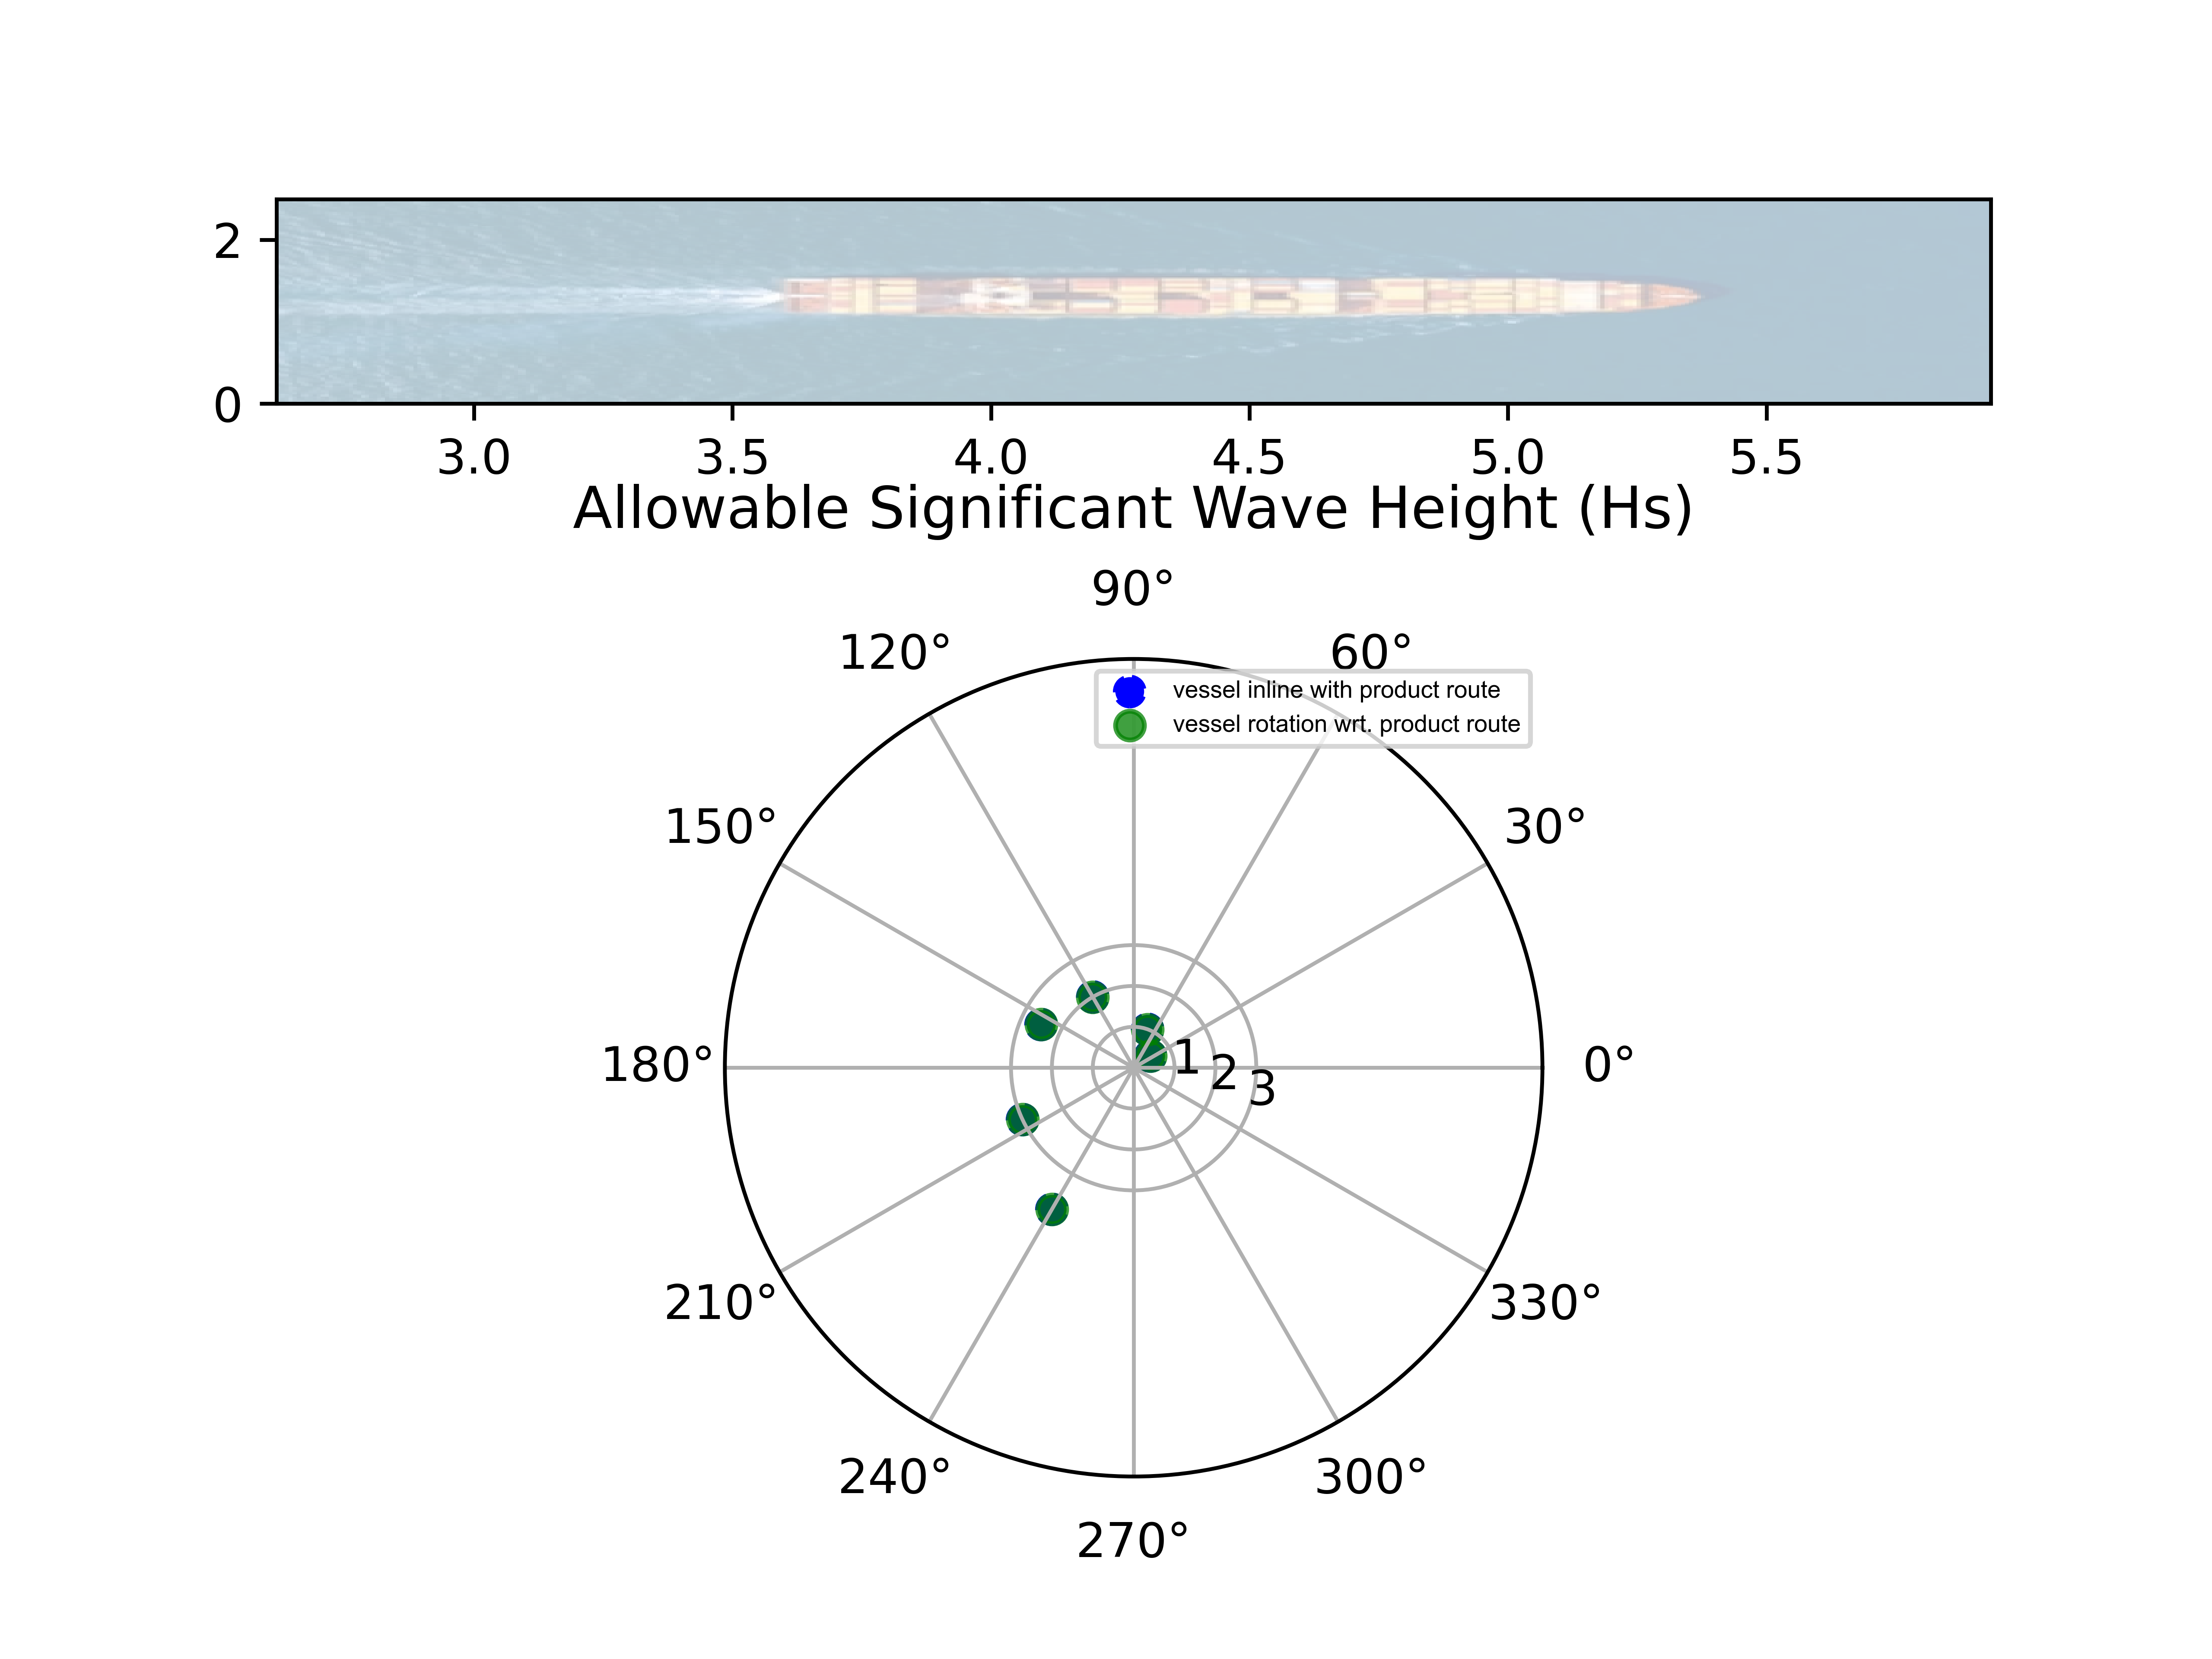 2
0
3.0 3.5 4.0 4.5 5.0 5.5
Allowable Significant Wave Height (Hs)
90°
120° 60°
vessel inline with product route
vessel rotation wrt. product route
150° 30°
180° 1 2 3 0°
210° 330°
240° 300°
270°